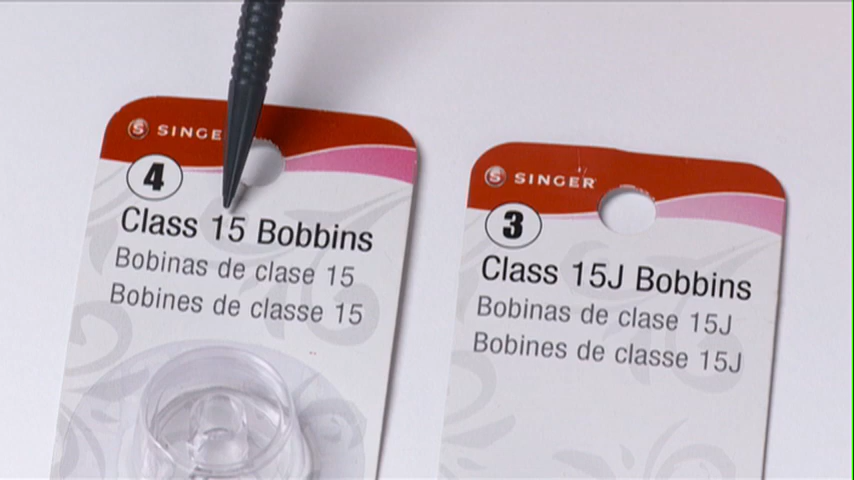 SINGER
4
Class 15 Bobbins
Bobinas de clase 15
Bobines de classe 15
SINGER
3
Class 15J Bobbins
Bobinas de clase 15J
Bobines de classe 15J